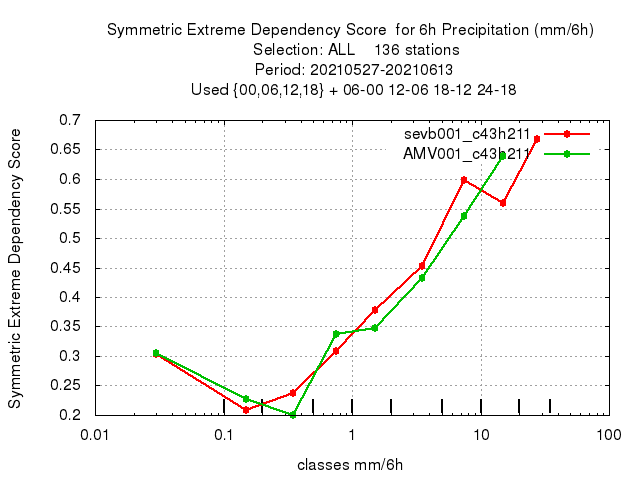 Symmetric Extreme Dependency Score  for 6h Precipitation (mm/6h)
Selection: ALL    136 stations
Period: 20210527-20210613
Used {00,06,12,18} + 06-00 12-06 18-12 24-18
Symmetric Extreme Dependency Score
0.7
0.65
0.6
0.55
0.5
0.45
0.4
0.35
0.3
0.25
0.2
sevb001_c43h211
AMV001_c43h211
0.01
0.1
1
10
100
classes mm/6h